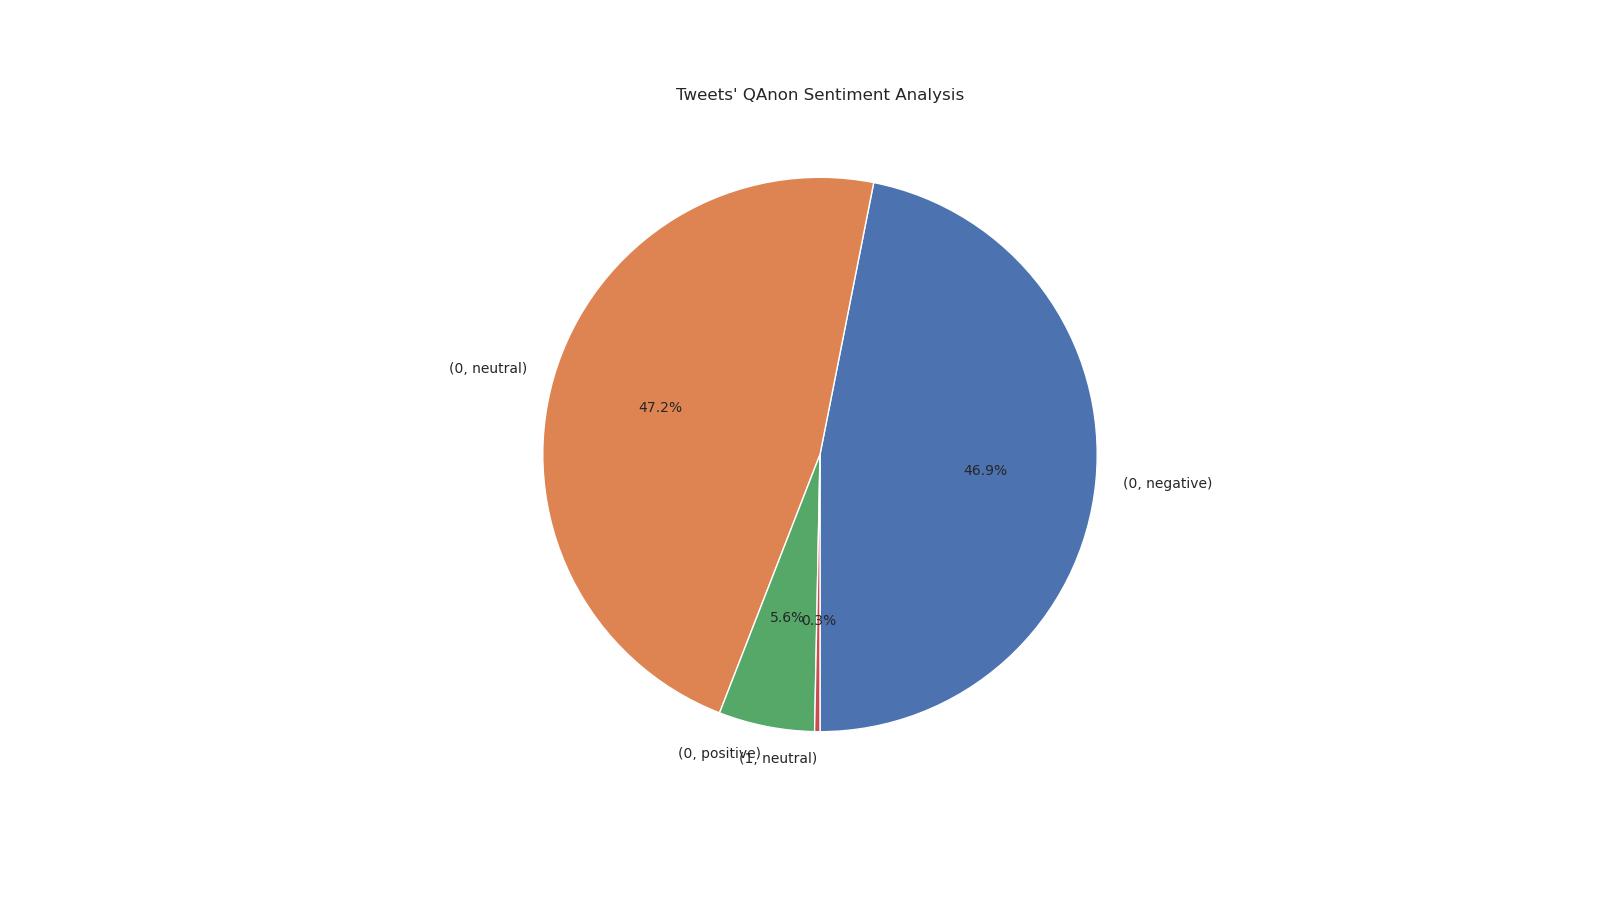 Tweets' QAnon Sentiment Analysis
(0, neutral)
47.2%
46.9%
(0, negative)
5.6%
0.3%
(0, positive)
(1, neutral)